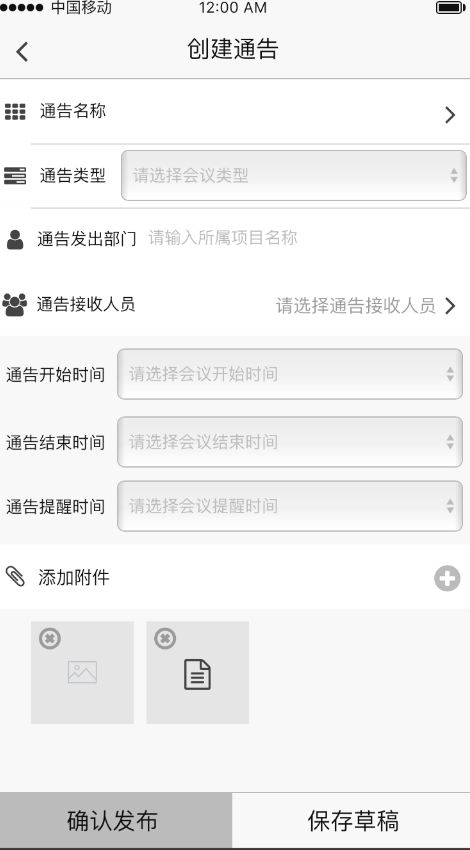 中国移动 12:00 AM
创建通告
通告名称
通告类型 请选择会议类型
通告发出部门 请输入所属项目名称
通告接收人员 请选择通告接收人员
通告开始时间 请选择会议开始时间
通告结束时间 请选择会议结束时间
通告提醒时间 请选择会议提醒时间
添加附件
确认发布 保存草稿